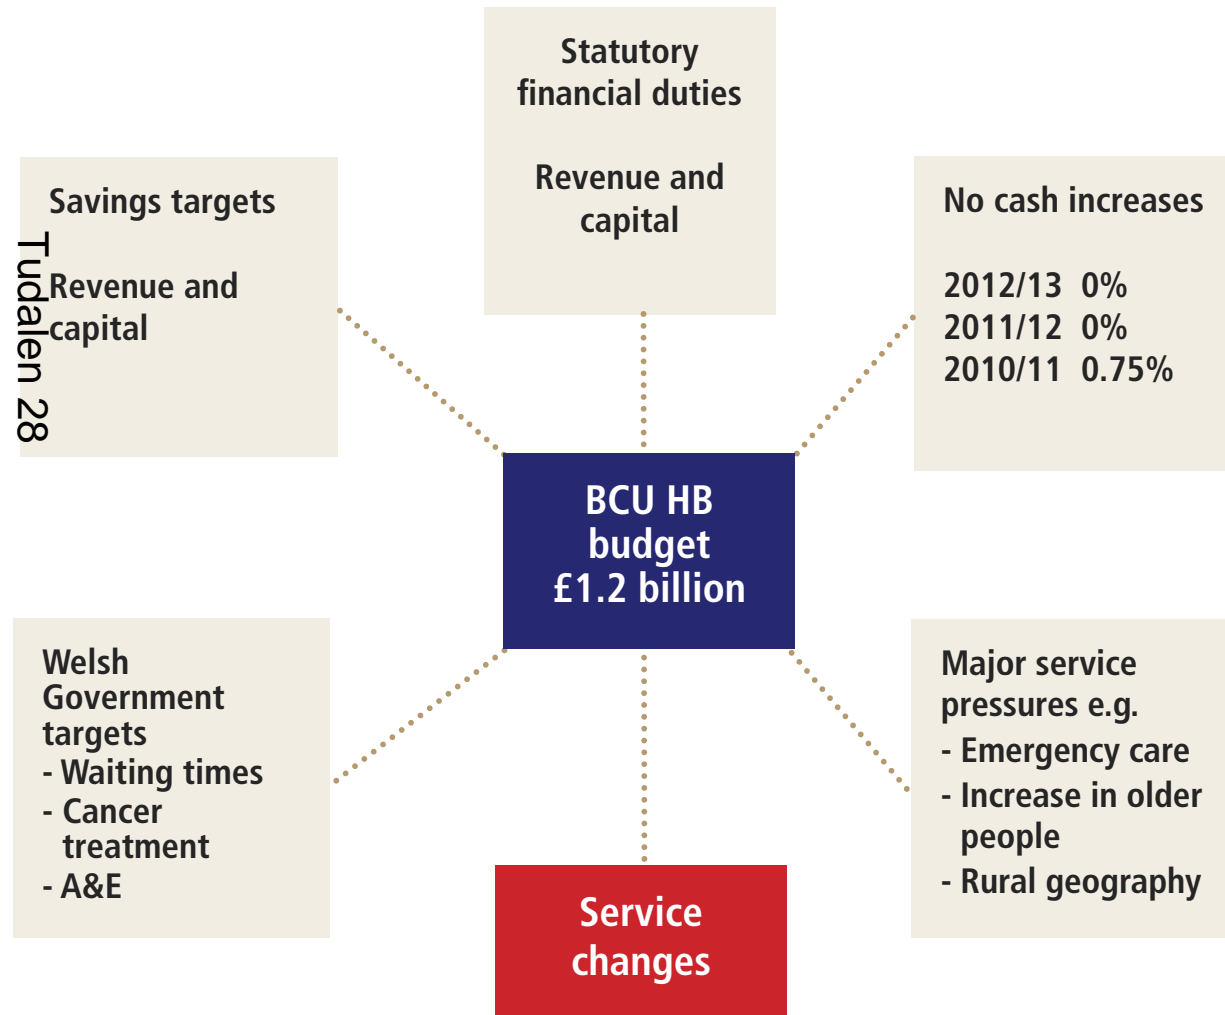 Statutory
financial duties
Revenue and
capital
Savings targets
Revenue and
capital
No cash increases
2012/13 0%
2011/12 0%
2010/11 0.75%
Tudalen 28
BCU HB
budget
£1.2 billion
Welsh
Government
targets
- Waiting times
- Cancer
treatment
- A&E
Major service
pressures e.g.
- Emergency care
- Increase in older
people
- Rural geography
Service
changes